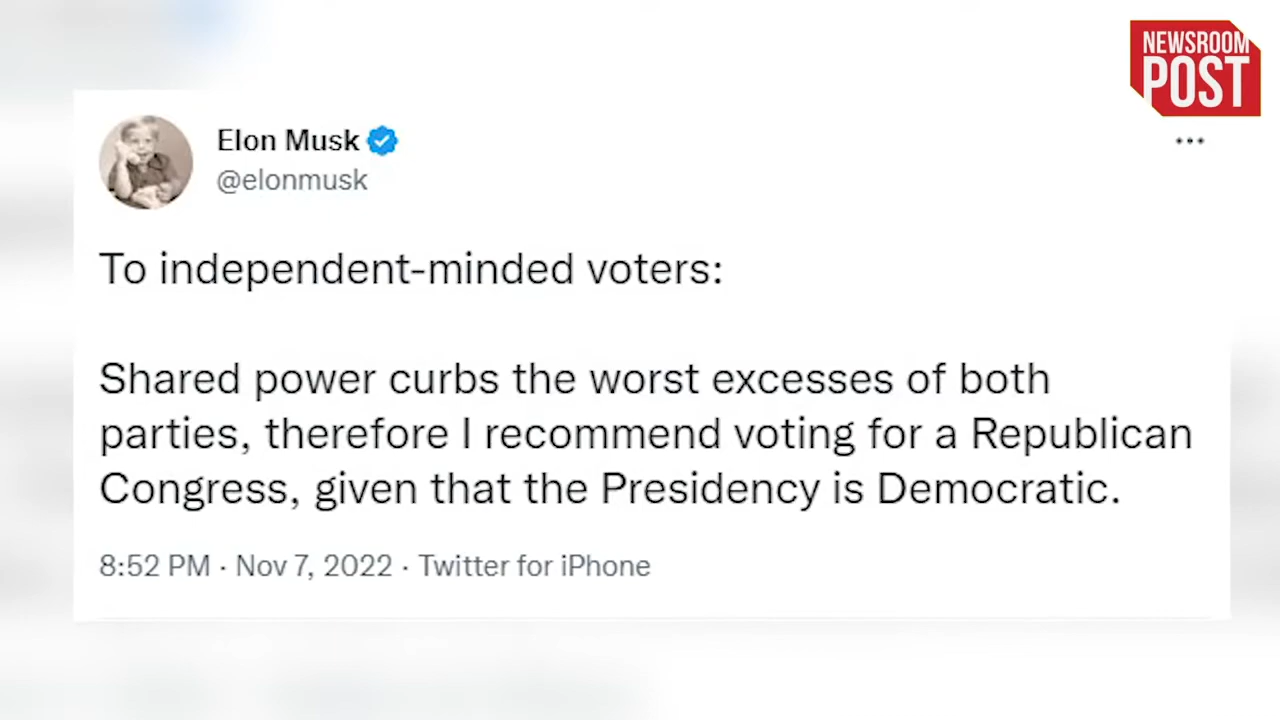 NEWSROOM
POST
Elon Musk
@elonmusk
To independent-minded voters:
Shared power curbs the worst excesses of both
parties, therefore I recommend voting for a Republican
Congress, given that the Presidency is Democratic.
8:52 PM · Nov 7, 2022 · Twitter for iPhone